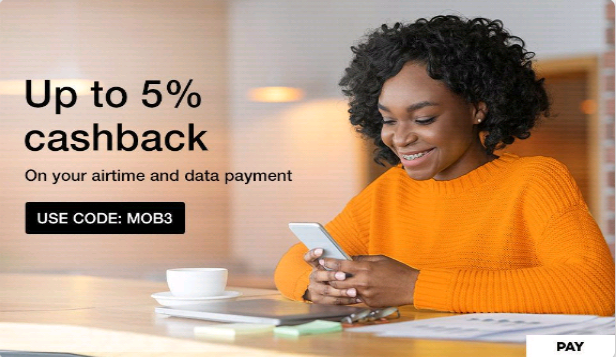 Up to 5%
cashback
On your airtime and data payment
USE CODE: MOB3
PAY